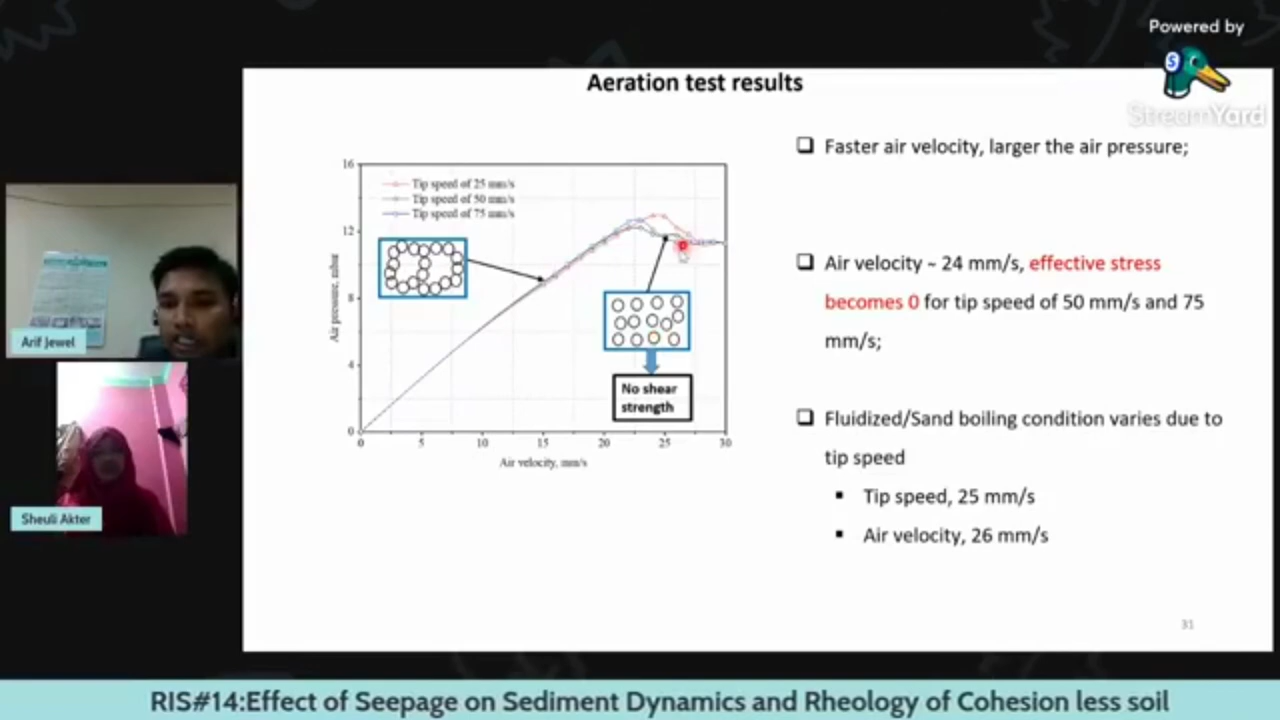 Powered by
StreamYard
Aeration test results
Faster air velocity, larger the air pressure;
Air velocity ~ 24 mm/s, effective stress
becomes 0 for tip speed of 50 mm/s and 75
mm/s;
Fluidized/Sand boiling condition varies due to
tip speed
Tip speed, 25 mm/s
Air velocity, 26 mm/s
16
12
8
4
0
Air pressure, mbar
Tip speed of 25 mm/s
Tip speed of 50 mm/s
Tip speed of 75 mm/s
No shear
strength
0 5 10 15 20 25 30
Air velocity, mm/s
31
Arif Jewel
Sheuli Akter
RIS#14:Effect of Seepage on Sediment Dynamics and Rheology of Cohesion less soil